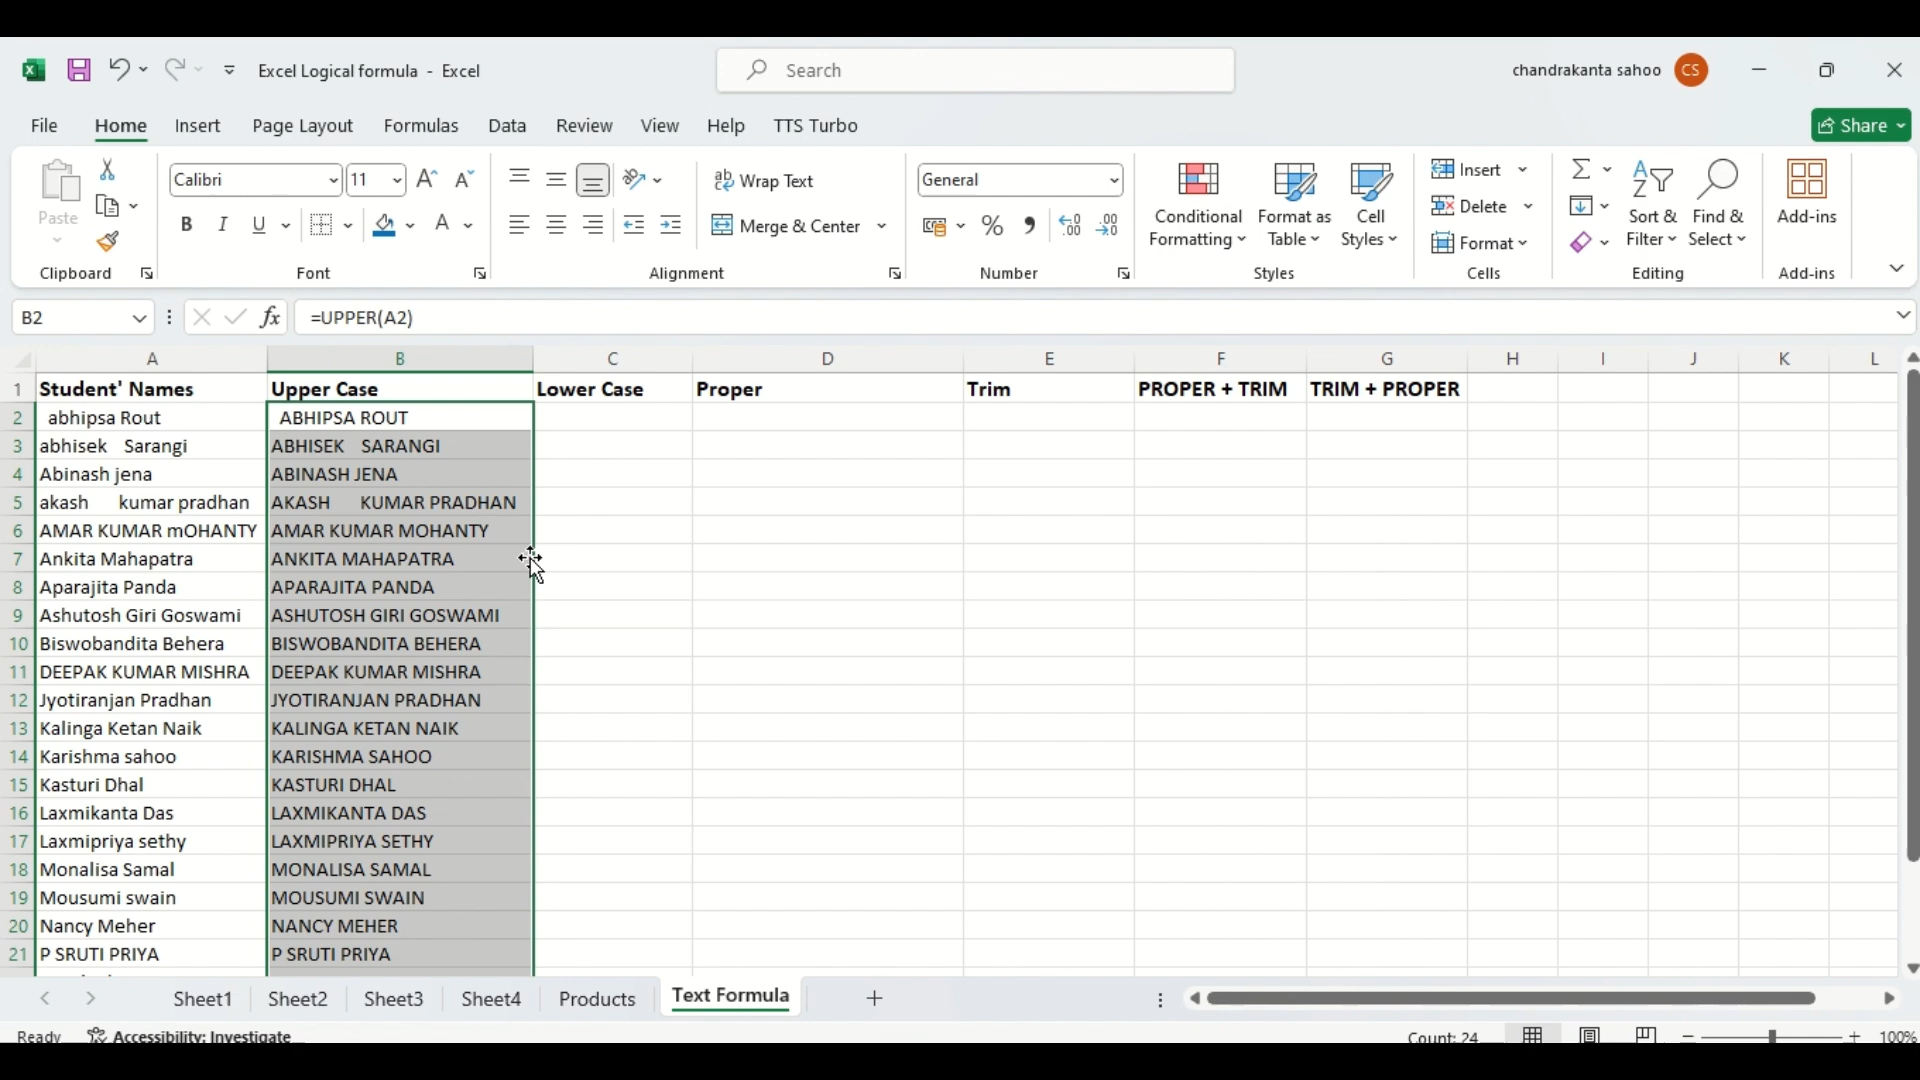 Excel Logical formula - Excel
Search
chandrakanta sahoo CS
File Home Insert Page Layout Formulas Data Review View Help TTS Turbo Share
Paste
Clipboard
Calibri 11
B I U A
Font
Wrap Text
Merge & Center
Alignment
General
% , .00
Number
Conditional Formatting
Format as Table
Cell Styles
Styles
Insert
Delete
Format
Cells
Sort & Filter
Find & Select
Editing
Add-ins
Add-ins
B2 fx =UPPER(A2)
A B C D E F G H I J K L
1 Student' Names Upper Case Lower Case Proper Trim PROPER + TRIM TRIM + PROPER
2   abhipsa Rout   ABHIPSA ROUT
3 abhisek   Sarangi ABHISEK   SARANGI
4 Abinash jena ABINASH JENA
5 akash      kumar pradhan AKASH      KUMAR PRADHAN
6 AMAR KUMAR mOHANTY AMAR KUMAR MOHANTY
7 Ankita Mahapatra ANKITA MAHAPATRA
8 Aparajita Panda APARAJITA PANDA
9 Ashutosh Giri Goswami ASHUTOSH GIRI GOSWAMI
10 Biswobandita Behera BISWOBANDITA BEHERA
11 DEEPAK KUMAR MISHRA DEEPAK KUMAR MISHRA
12 Jyotiranjan Pradhan JYOTIRANJAN PRADHAN
13 Kalinga Ketan Naik KALINGA KETAN NAIK
14 Karishma sahoo KARISHMA SAHOO
15 Kasturi Dhal KASTURI DHAL
16 Laxmikanta Das LAXMIKANTA DAS
17 Laxmipriya sethy LAXMIPRIYA SETHY
18 Monalisa Samal MONALISA SAMAL
19 Mousumi swain MOUSUMI SWAIN
20 Nancy Meher NANCY MEHER
21 P SRUTI PRIYA P SRUTI PRIYA
Sheet1 Sheet2 Sheet3 Sheet4 Products Text Formula
Ready Accessibility: Investigate Count: 24 100%